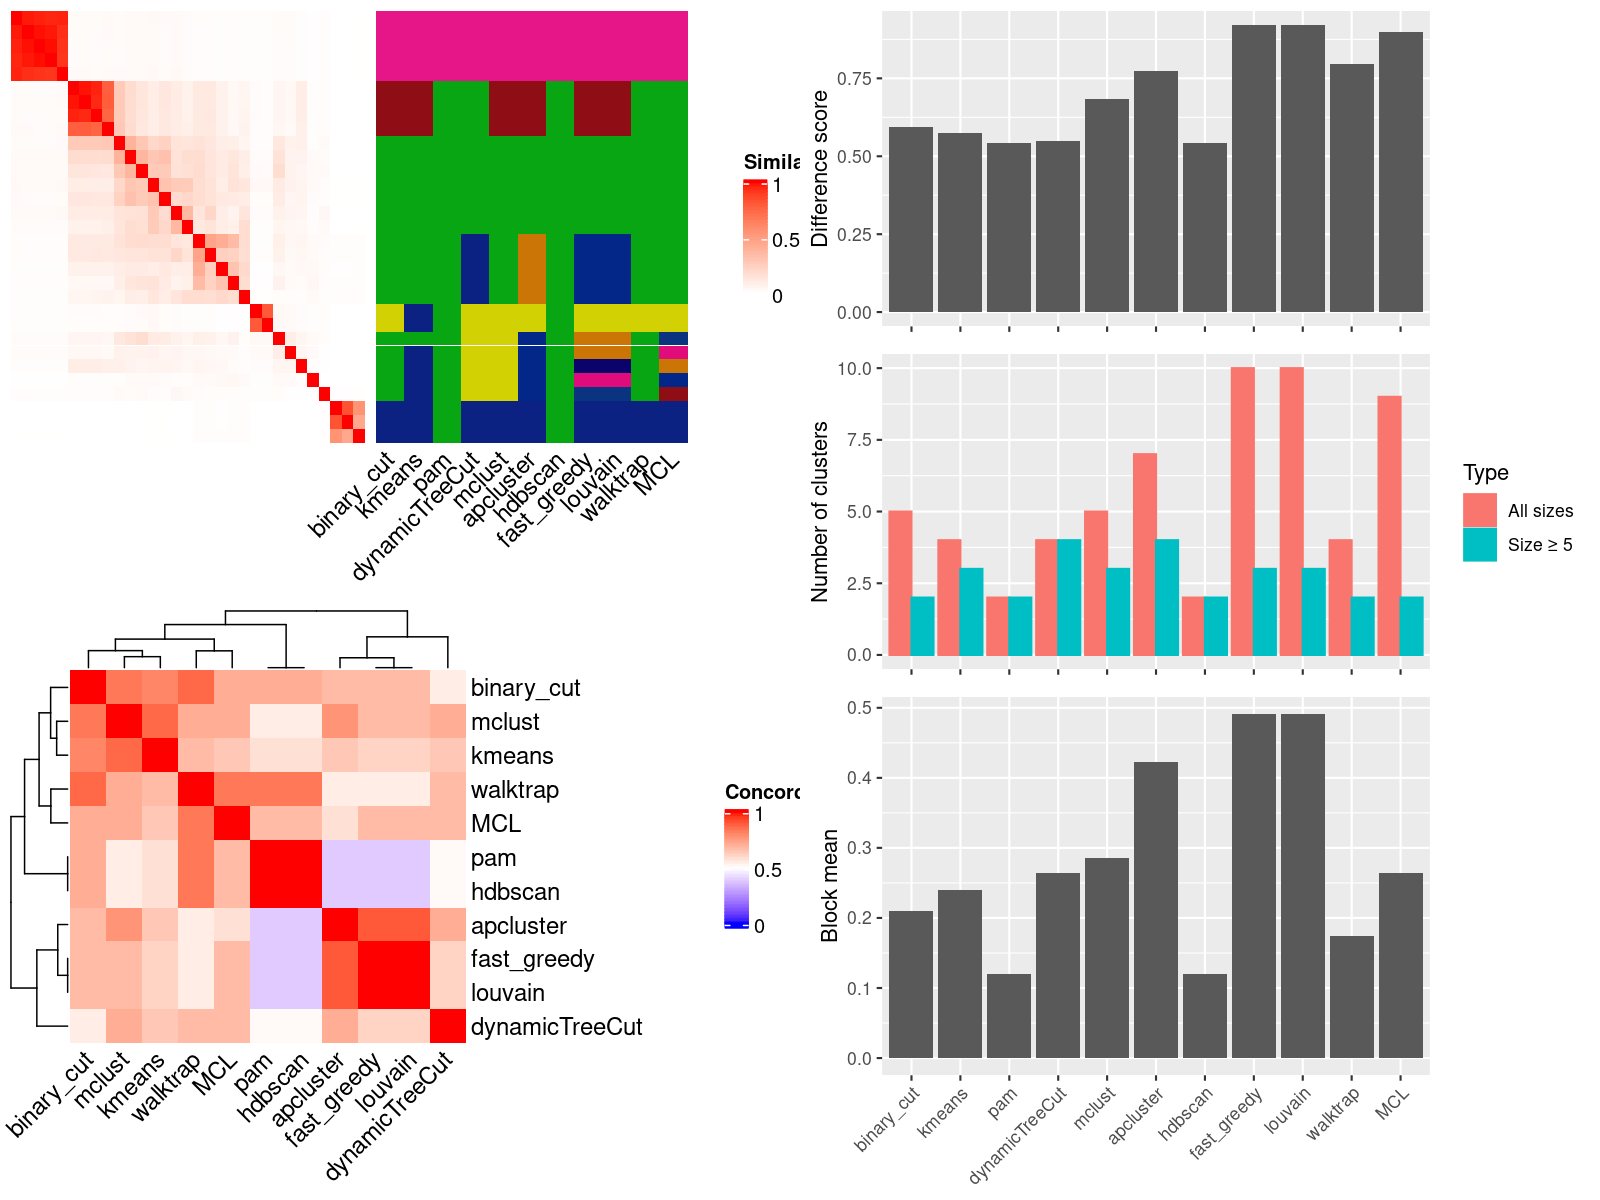 Simila
1
0.5
0
binary_cut
kmeans
pam
dynamicTreeCut
mclust
apcluster
hdbscan
fast_greedy
louvain
walktrap
MCL
binary_cut
mclust
kmeans
walktrap
MCL
pam
hdbscan
apcluster
fast_greedy
louvain
dynamicTreeCut
binary_cut
mclust
kmeans
walktrap
MCL
pam
hdbscan
apcluster
fast_greedy
louvain
dynamicTreeCut
Concord
1
0.5
0
Difference score
0.75
0.50
0.25
0.00
Number of clusters
10.0
7.5
5.0
2.5
0.0
Type
All sizes
Size ≥ 5
Block mean
0.5
0.4
0.3
0.2
0.1
0.0
binary_cut
kmeans
pam
dynamicTreeCut
mclust
apcluster
hdbscan
fast_greedy
louvain
walktrap
MCL